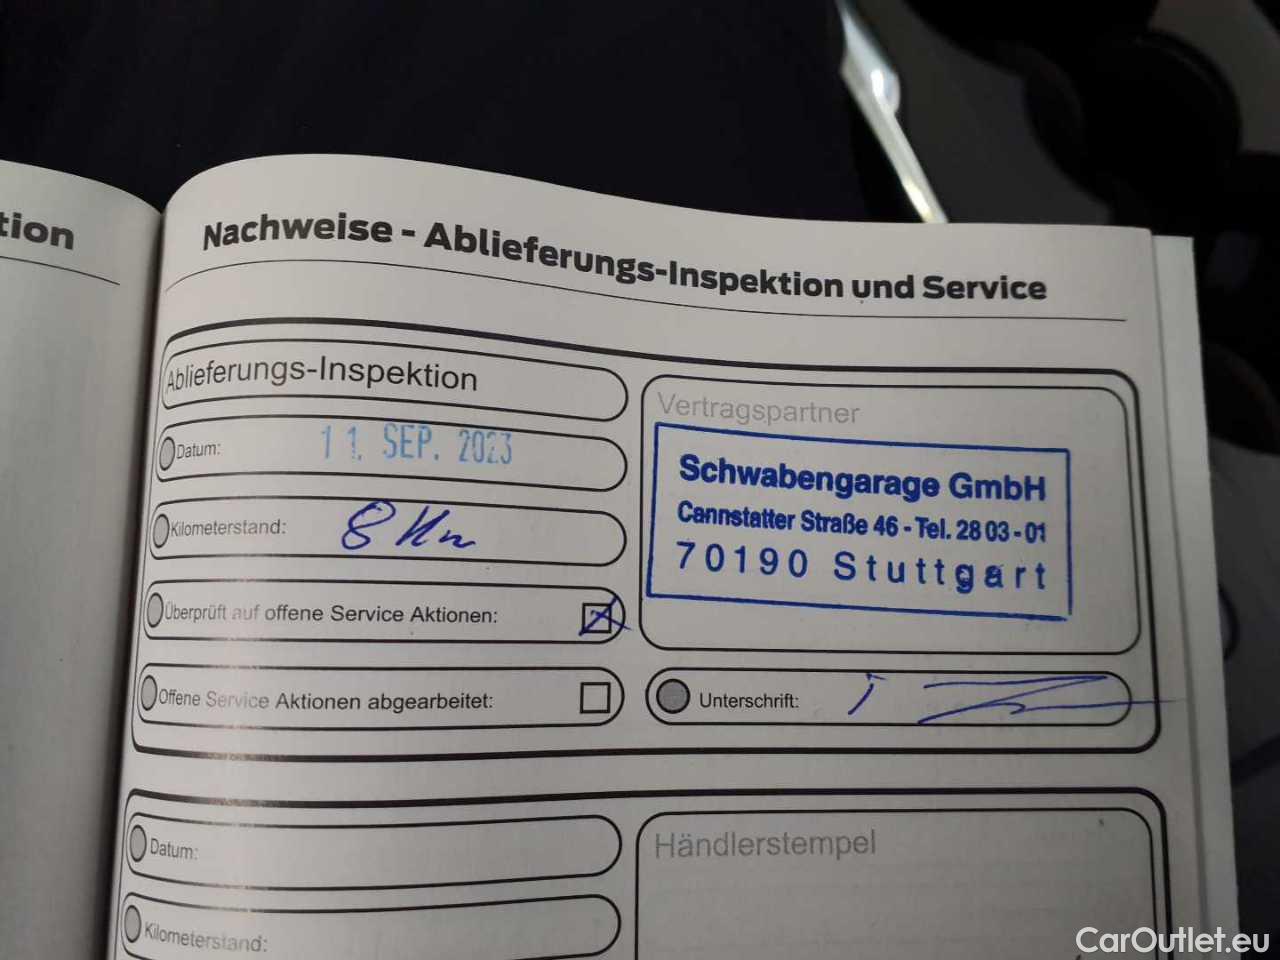 tion
Nachweise - Ablieferungs-Inspektion und Service
Ablieferungs-Inspektion
Datum: 11. SEP. 2023
Kilometerstand: 8 Km
Überprüft auf offene Service Aktionen:
Offene Service Aktionen abgearbeitet:
Vertragspartner
Schwabengarage GmbH
Cannstatter Straße 46 - Tel. 28 03 - 01
70190 Stuttgart
Unterschrift:
Datum:
Kilometerstand:
Händlerstempel
CarOutlet.eu